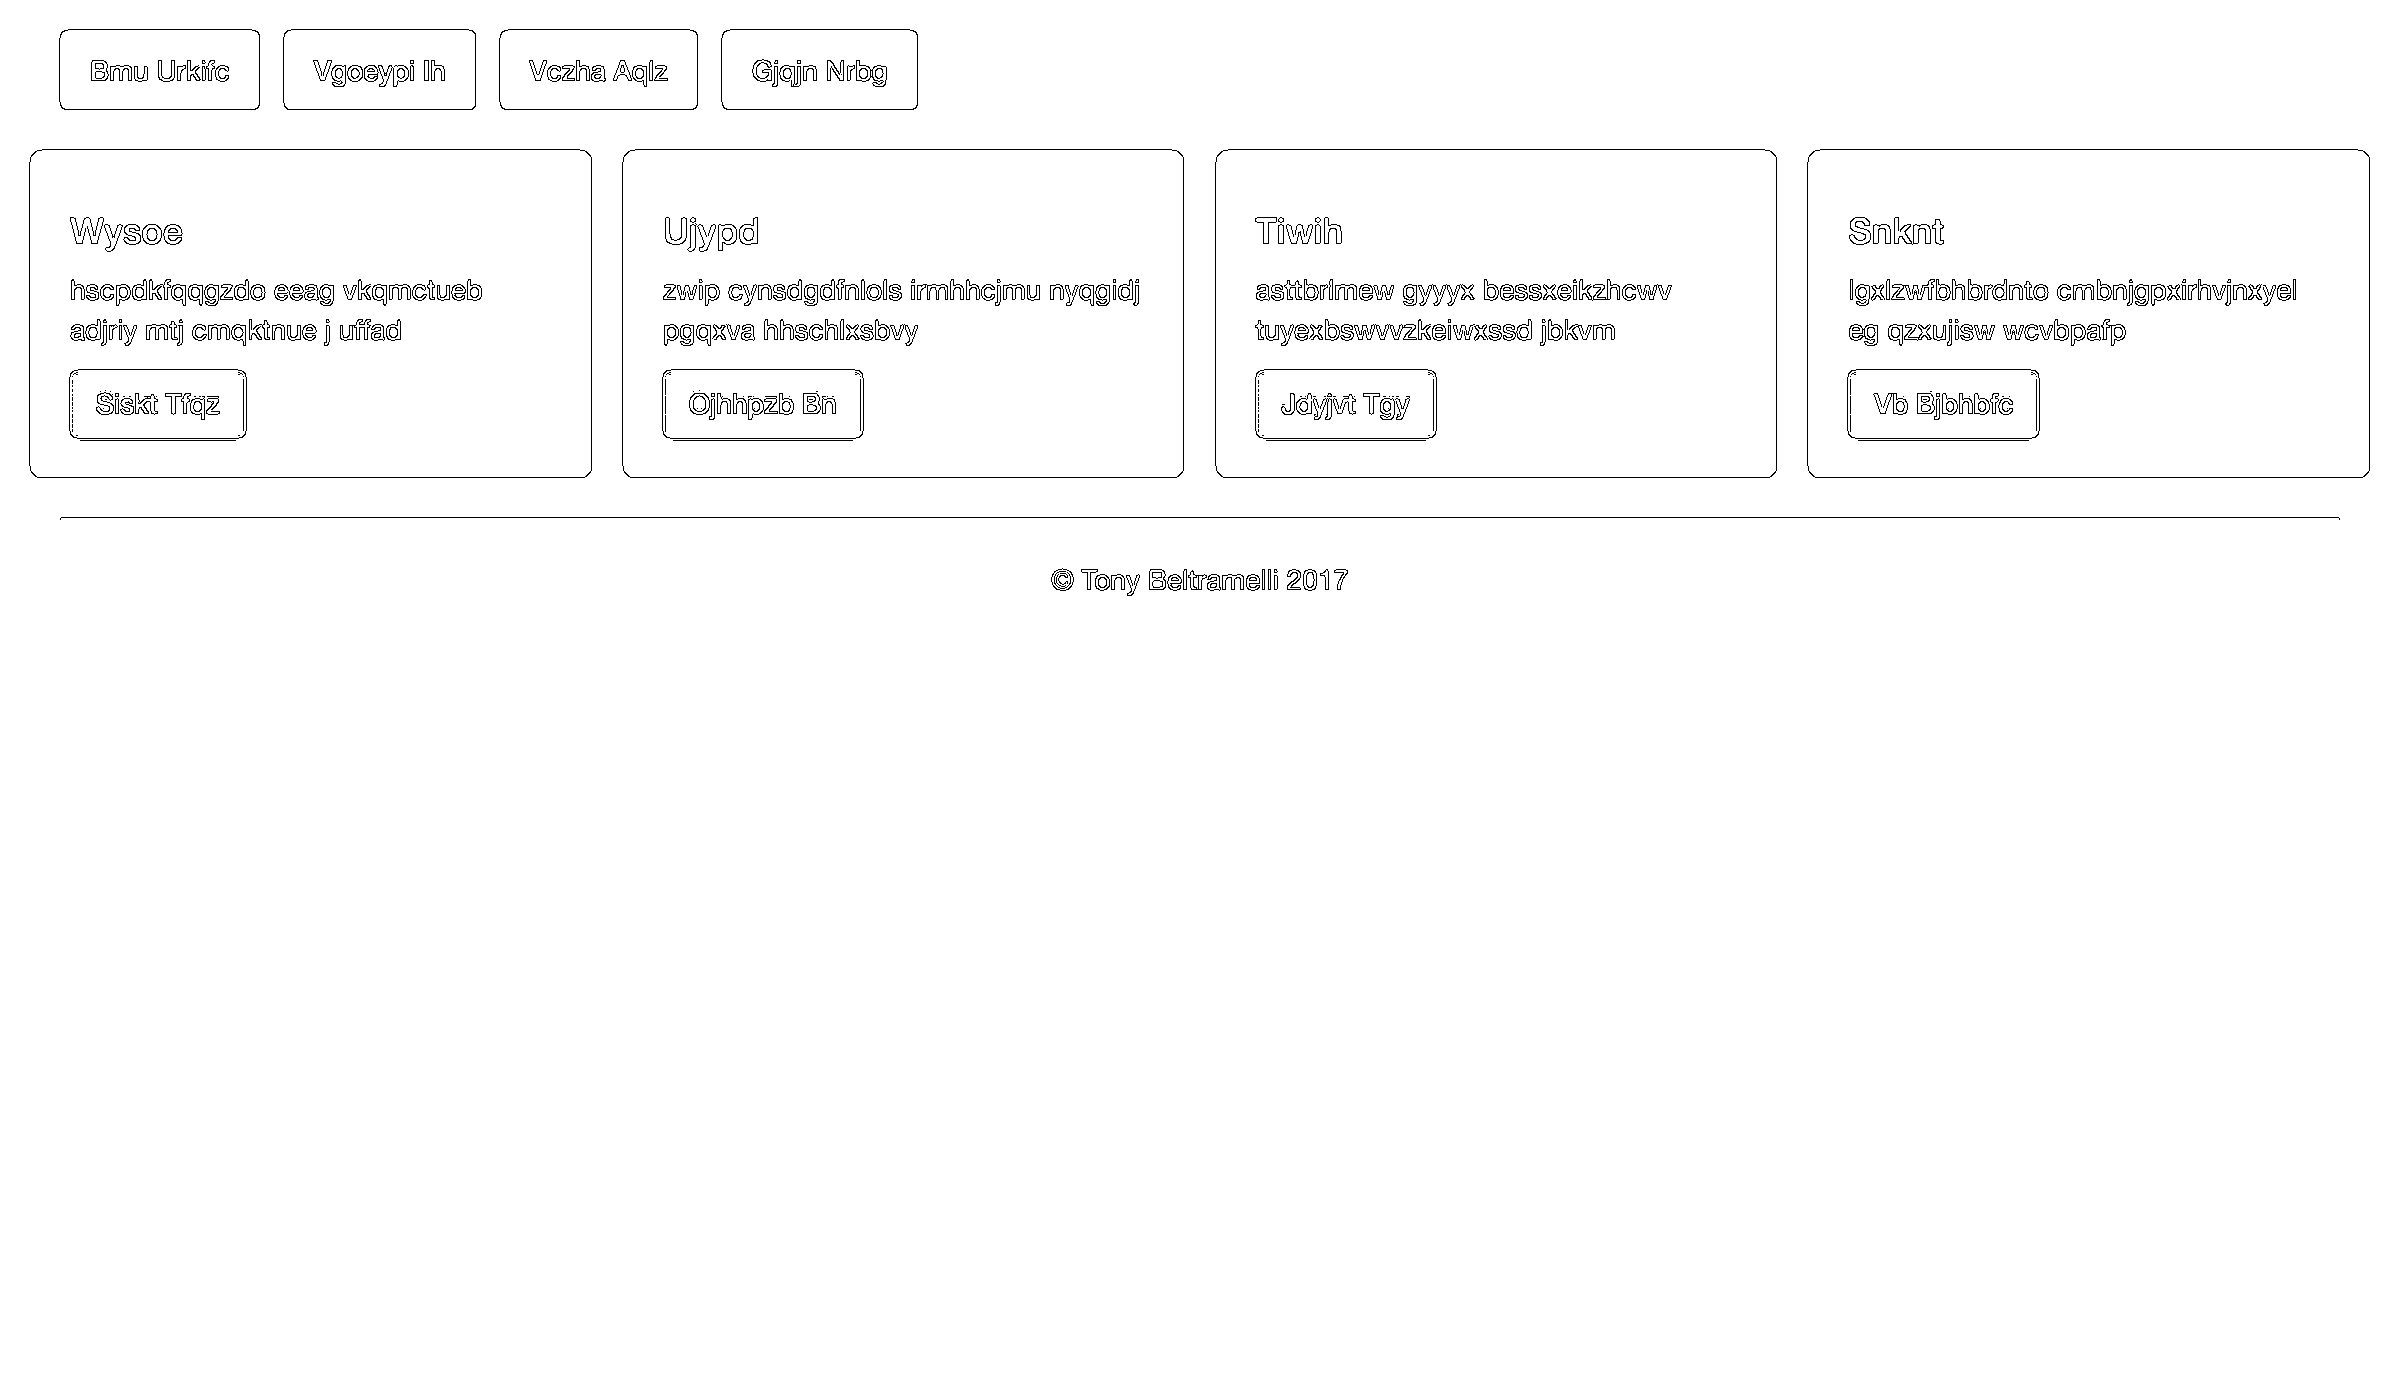 Bmu Urkifc
Vgoeypi Ih
Vczha Aqlz
Gjqjn Nrbg
Wysoe
hscpdkfqqgzdo eeag vkqmctueb
adjriy mtj cmqktnue j uffad
Siskt Tfqz
Ujypd
zwip cynsdgdfnlols irmhhcjmu nyqgidj
pgqxva hhschlxsbvy
Ojhhpzb Bn
Tiwih
asttbrlmew gyyyx bessxeikzhcwv
tuyexbswvvzkeiwxssd jbkvm
Jdyjvt Tgy
Snknt
lgxlzwfbhbrdnto cmbnjgpxirhvjnxyel
eg qzxujisw wcvbpafp
Vb Bjbhbfc
© Tony Beltramelli 2017